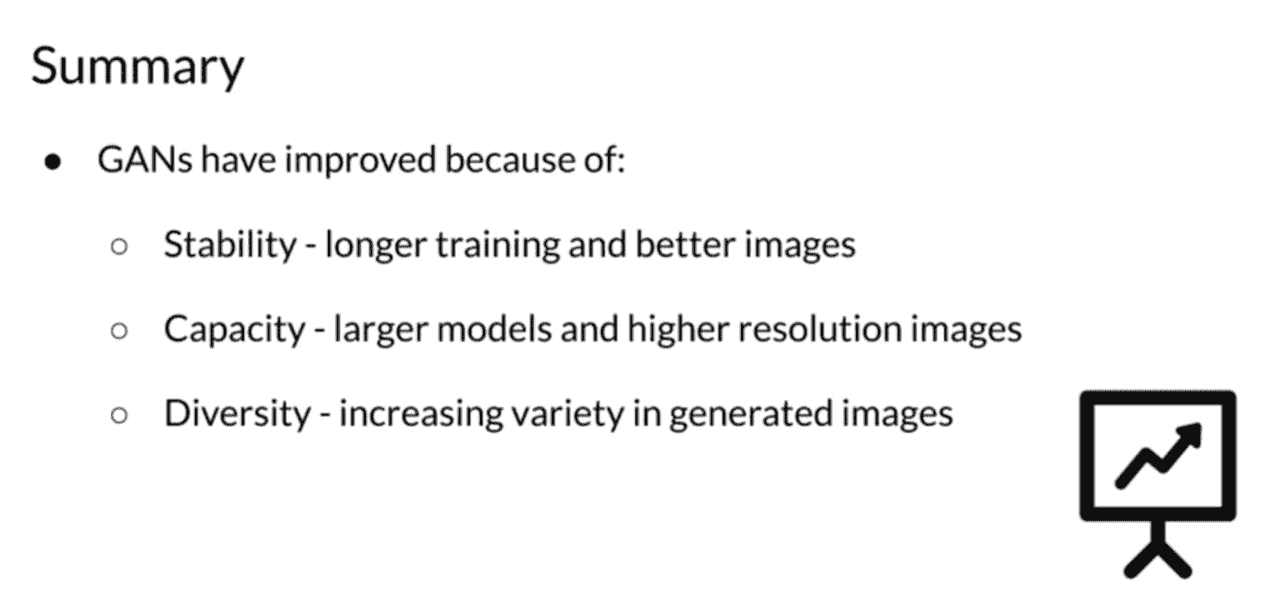 Summary
● GANs have improved because of:
○ Stability - longer training and better images
○ Capacity - larger models and higher resolution images
○ Diversity - increasing variety in generated images